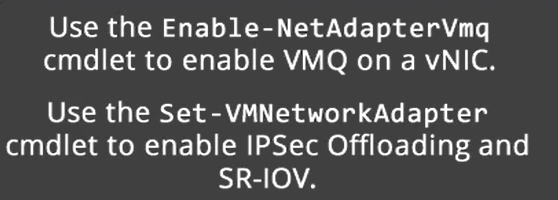 Use the Enable-NetAdapterVmq
cmdlet to enable VMQ on a vNIC.
Use the Set-VMNetworkAdapter
cmdlet to enable IPSec Offloading and
SR-IOV.